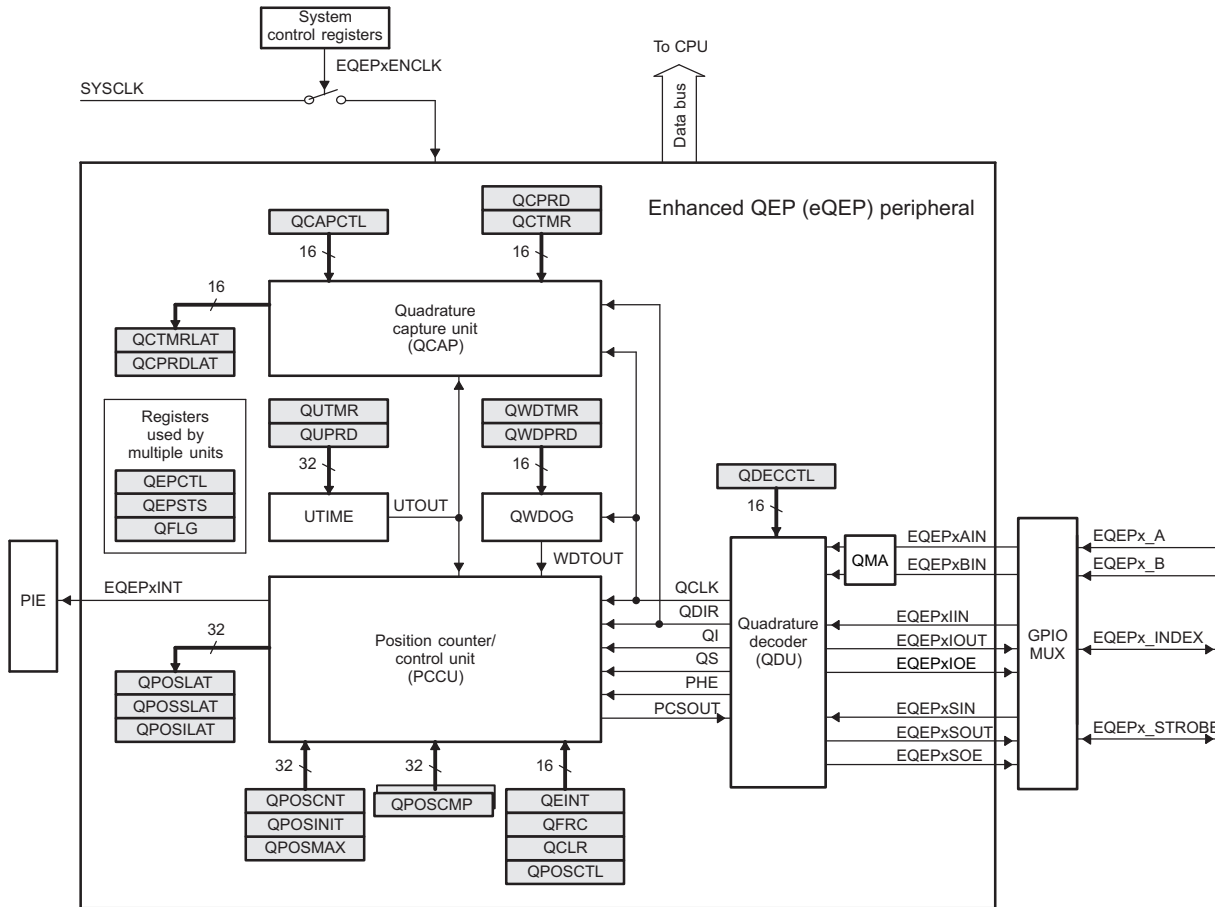 System
control registers
To CPU
EQEPxENCLK
SYSCLK
Data bus
Enhanced QEP (eQEP) peripheral
QCPRD
QCAPCTL
QCTMR
16
16
16
Quadrature
capture unit
(QCAP)
QCTMRLAT
QCPRDLAT
Registers
used by
multiple units
QEPCTL
QEPSTS
QFLG
QUTMR
QUPRD
32
QWDTMR
QWDPRD
16
QDECCTL
16
UTIME
UTOUT
QWDOG
WDTOUT
QMA
EQEPxAIN
EQEPxBIN
EQEPx_A
EQEPx_B
PIE
EQEPxINT
32
Position counter/
control unit
(PCCU)
QCLK
QDIR
QI
QS
PHE
PCSOUT
Quadrature
decoder
(QDU)
EQEPxIIN
EQEPxIOUT
EQEPxIOE
EQEPxSIN
EQEPxSOUT
EQEPxSOE
GPIO
MUX
EQEPx_INDEX
EQEPx_STROBE
QPOSLAT
QPOSSLAT
QPOSILAT
32
32
16
QPOSCNT
QPOSINIT
QPOSMAX
QPOSCMP
QEINT
QFRC
QCLR
QPOSCTL